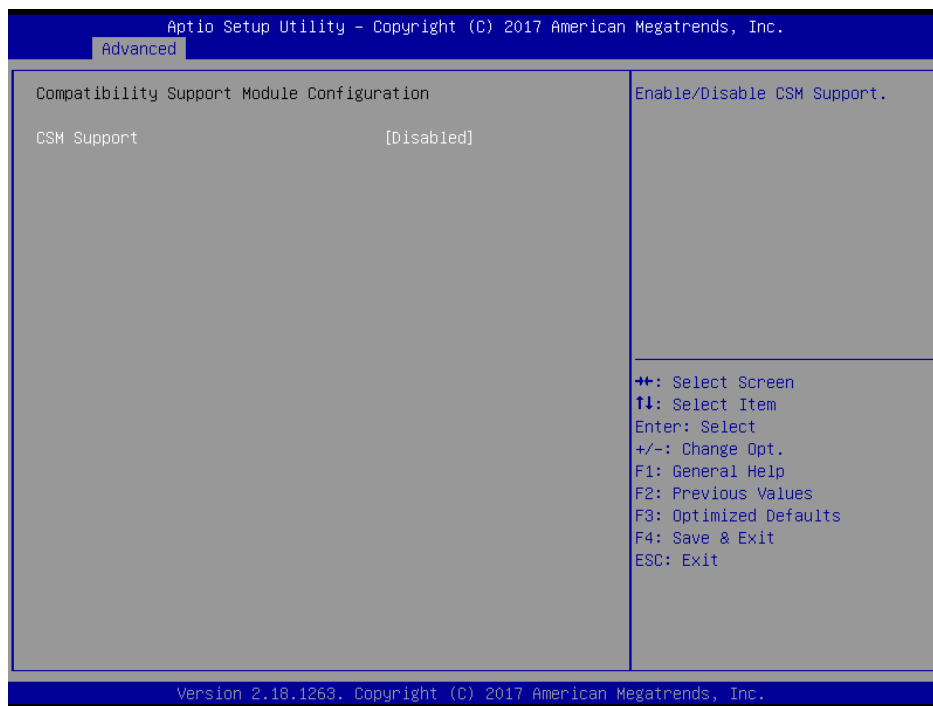 Aptio Setup Utility – Copyright (C) 2017 American Megatrends, Inc.
Advanced
Compatibility Support Module Configuration
CSM Support [Disabled]
Enable/Disable CSM Support.
→←: Select Screen
↑↓: Select Item
Enter: Select
+/-: Change Opt.
F1: General Help
F2: Previous Values
F3: Optimized Defaults
F4: Save & Exit
ESC: Exit
Version 2.18.1263. Copyright (C) 2017 American Megatrends, Inc.